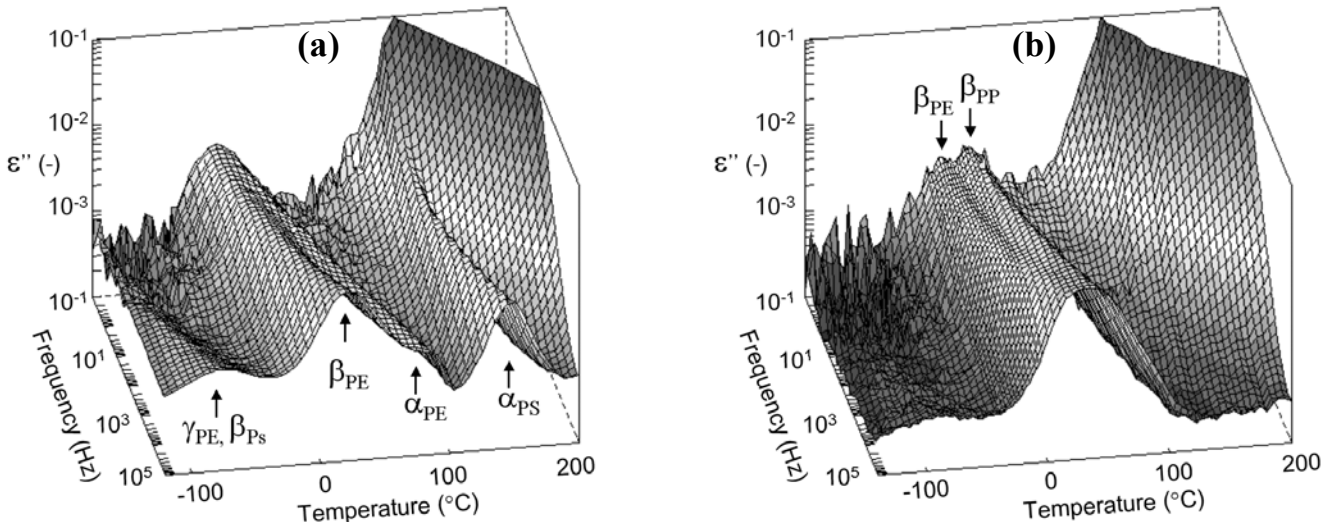 (a)
10⁻¹
10⁻²
ε'' (-)
10⁻³
10⁻¹
10¹
10³
10⁵
Frequency (Hz)
γPE, βPs
βPE
αPE
αPS
-100
0
100
200
Temperature (°C)
(b)
10⁻¹
βPE
βPP
10⁻²
ε'' (-)
10⁻³
10⁻¹
10¹
10³
10⁵
Frequency (Hz)
-100
0
100
200
Temperature (°C)